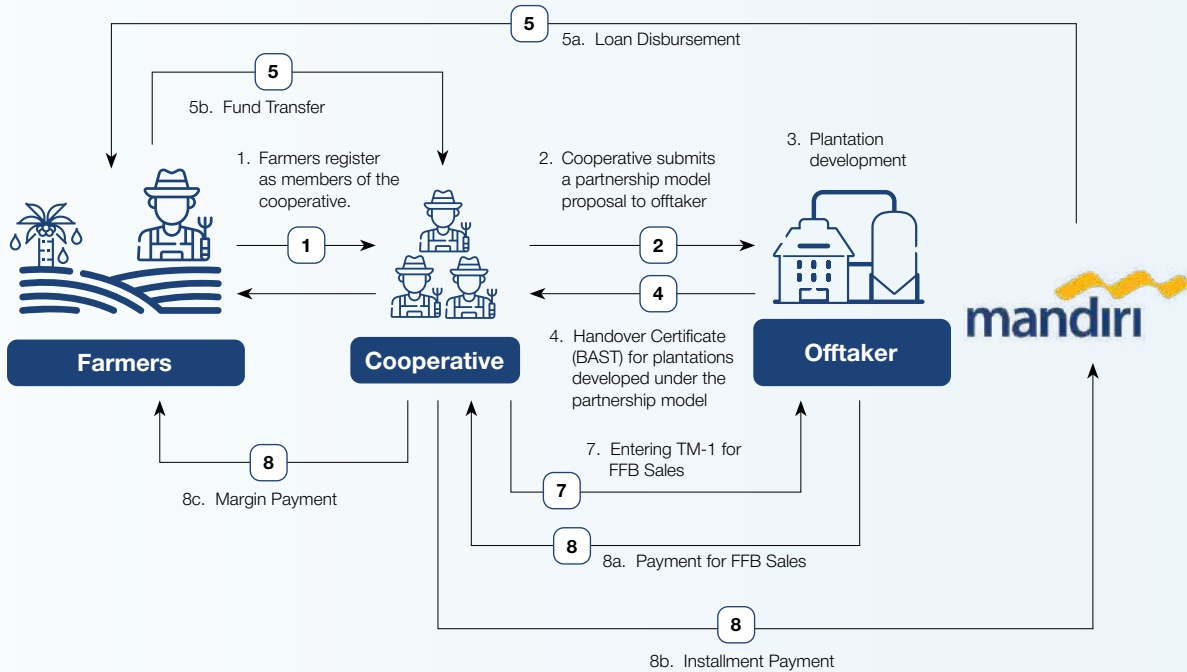 5
5a. Loan Disbursement
5
5b. Fund Transfer
1. Farmers register
as members of the
cooperative.
2. Cooperative submits
a partnership model
proposal to offtaker
3. Plantation
development
1
2
4
mandiri
Farmers
Cooperative
Offtaker
4. Handover Certificate
(BAST) for plantations
developed under the
partnership model
8
8c. Margin Payment
7. Entering TM-1 for
FFB Sales
7
8
8a. Payment for FFB Sales
8
8b. Installment Payment